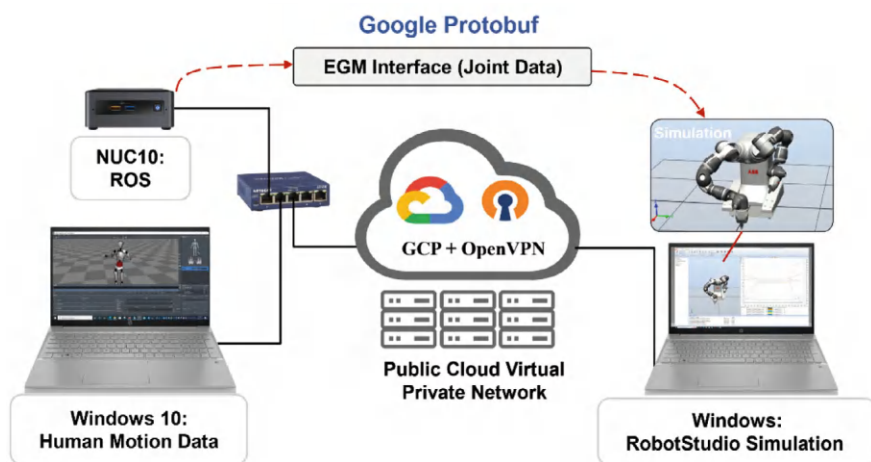 Google Protobuf
EGM Interface (Joint Data)
NUC10:
ROS
Simulation
ABB
GCP + OpenVPN
Public Cloud Virtual
Private Network
Windows 10:
Human Motion Data
Windows:
RobotStudio Simulation